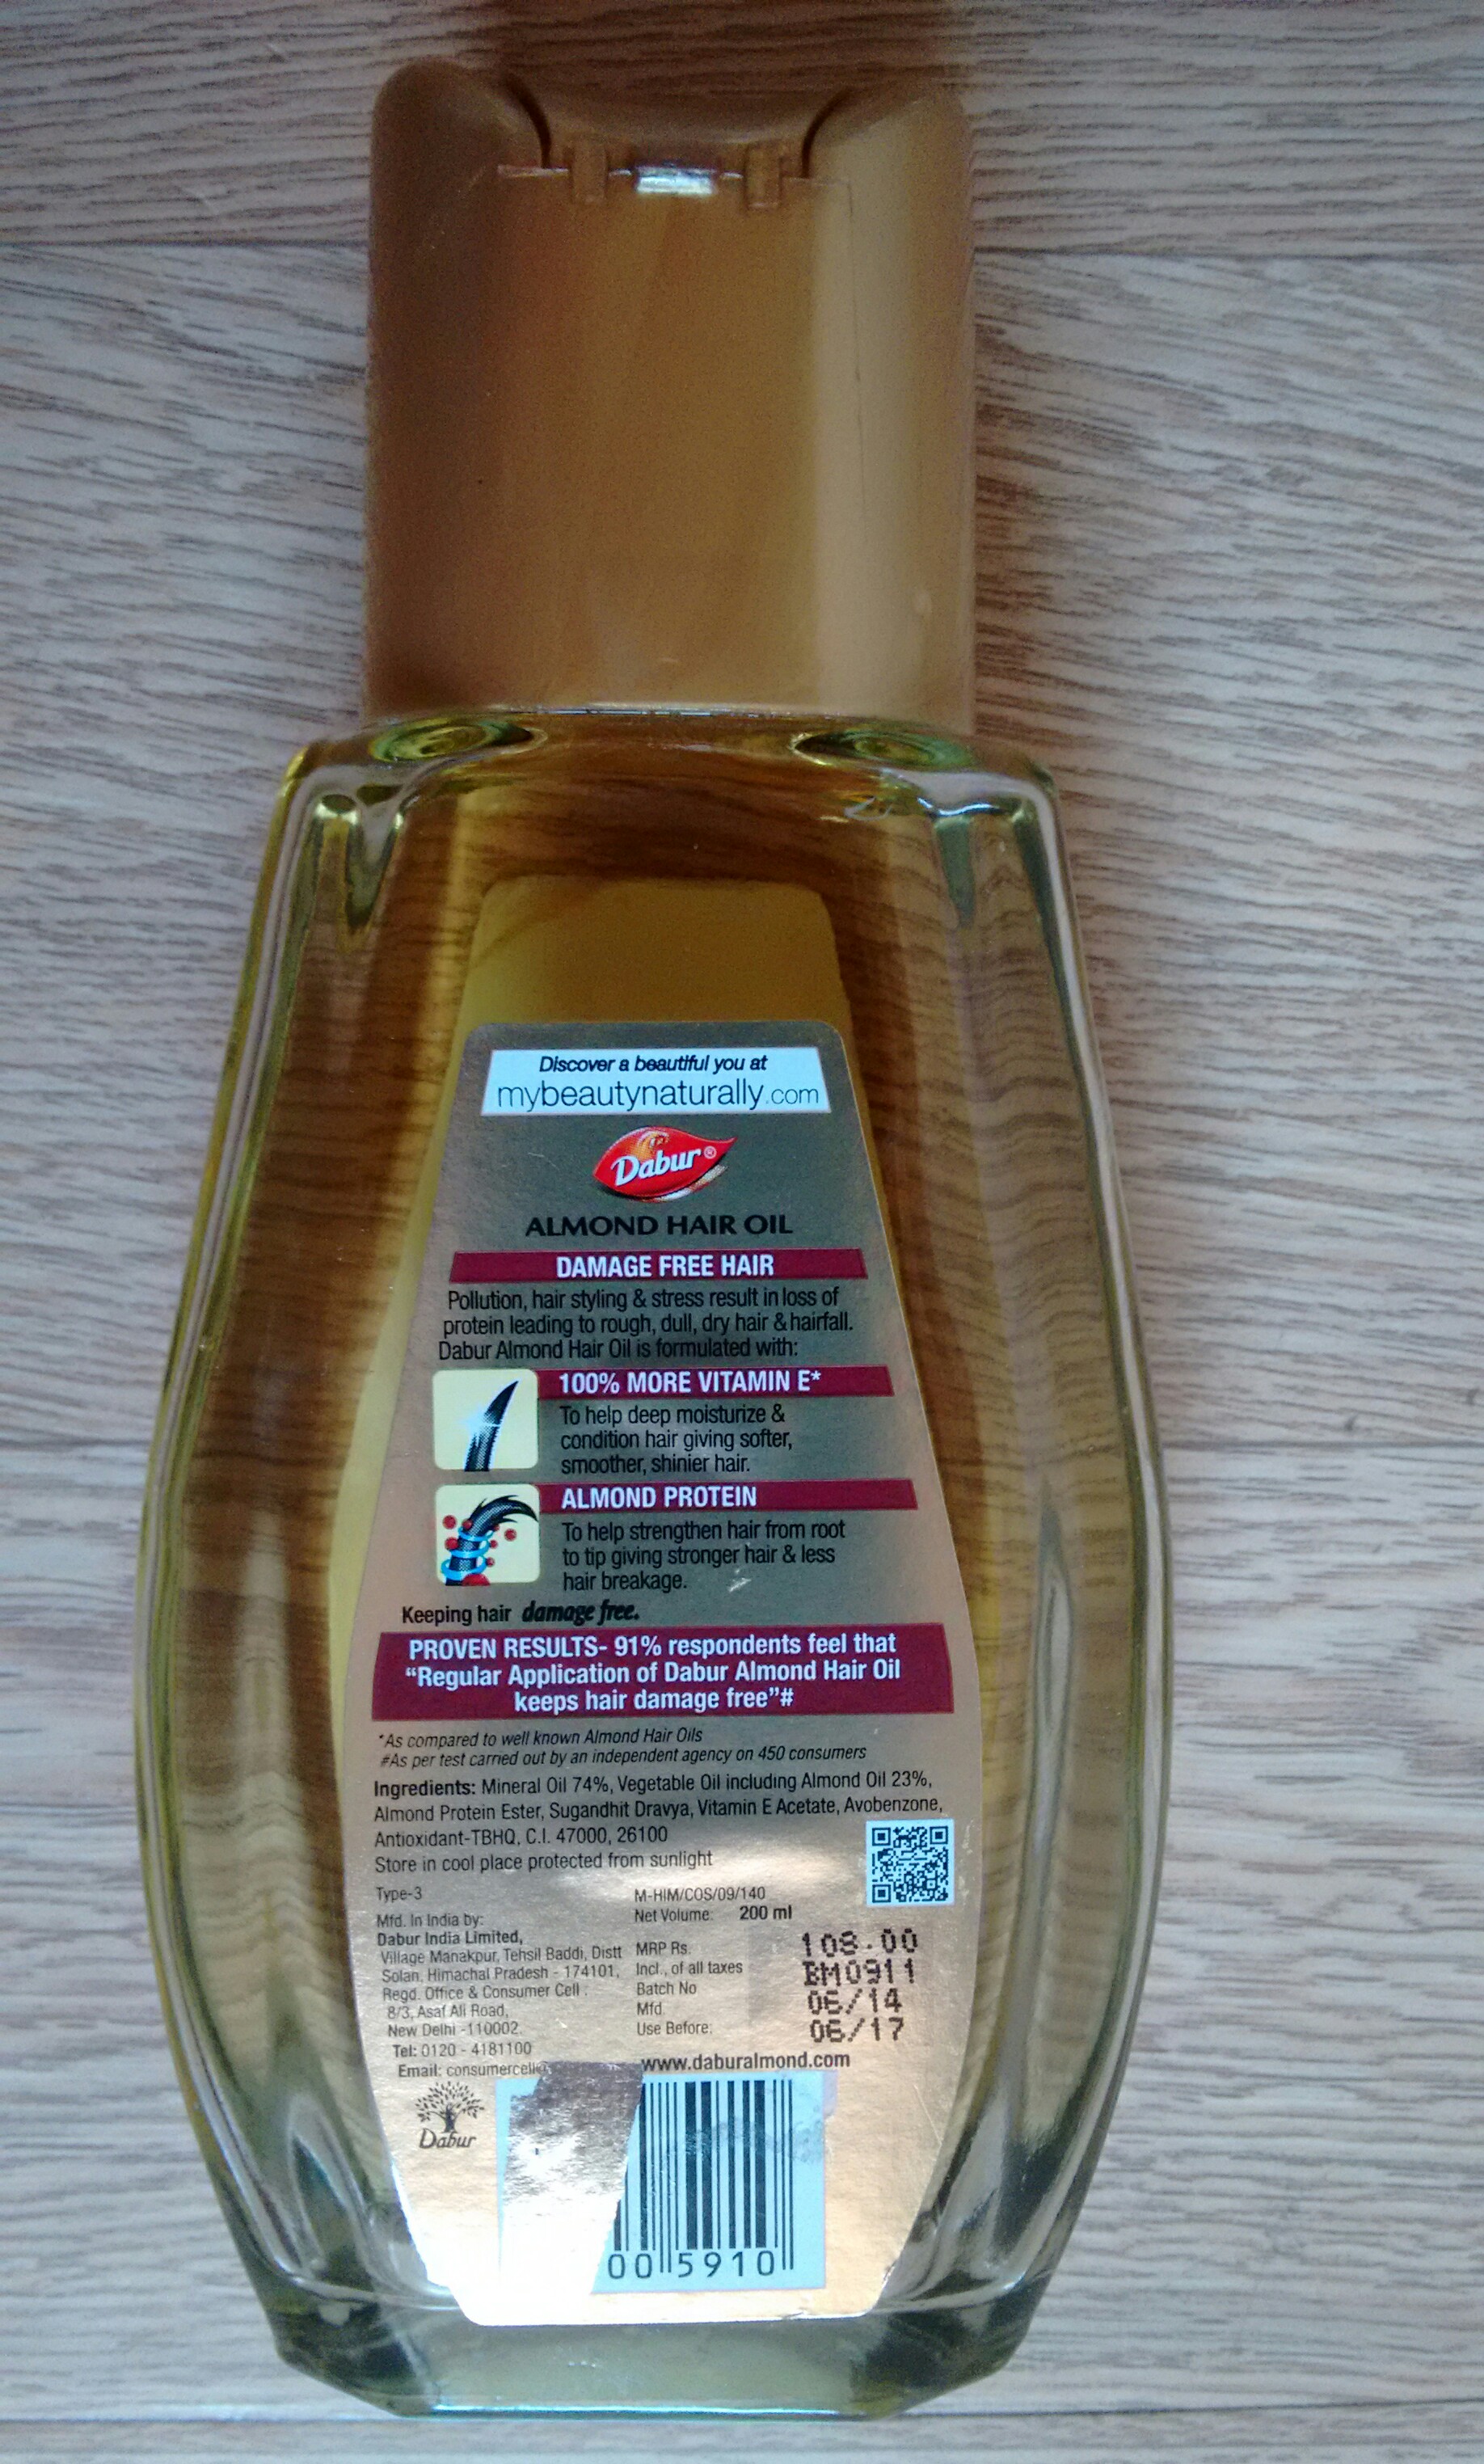 Discover a beautiful you at
mybeautynaturally.com
Dabur®
ALMOND HAIR OIL
DAMAGE FREE HAIR
Pollution, hair styling & stress result in loss of
protein leading to rough, dull, dry hair & hairfall.
Dabur Almond Hair Oil is formulated with:
100% MORE VITAMIN E*
To help deep moisturize &
condition hair giving softer,
smoother, shinier hair.
ALMOND PROTEIN
To help strengthen hair from root
to tip giving stronger hair & less
hair breakage.
Keeping hair damage free.
PROVEN RESULTS- 91% respondents feel that
“Regular Application of Dabur Almond Hair Oil
keeps hair damage free”#
*As compared to well known Almond Hair Oils
#As per test carried out by an independent agency on 450 consumers
Ingredients: Mineral Oil 74%, Vegetable Oil including Almond Oil 23%,
Almond Protein Ester, Sugandhit Dravya, Vitamin E Acetate, Avobenzone,
Antioxidant-TBHQ, C.I. 47000, 26100
Store in cool place protected from sunlight
Type-3
Mfd. In India by:
Dabur India Limited,
Village Manakpur, Tehsil Baddi, Distt
Solan, Himachal Pradesh - 174101,
Regd. Office & Consumer Cell :
8/3, Asaf Ali Road,
New Delhi -110002.
Tel: 0120 - 4181100
Email: consumercell@
M-HIM/COS/09/140
Net Volume: 200 ml
MRP Rs. 108.00
Incl., of all taxes
Batch No BM0911
Mfd. 06/14
Use Before: 06/17
www.daburalmond.com
Dabur
00 5910